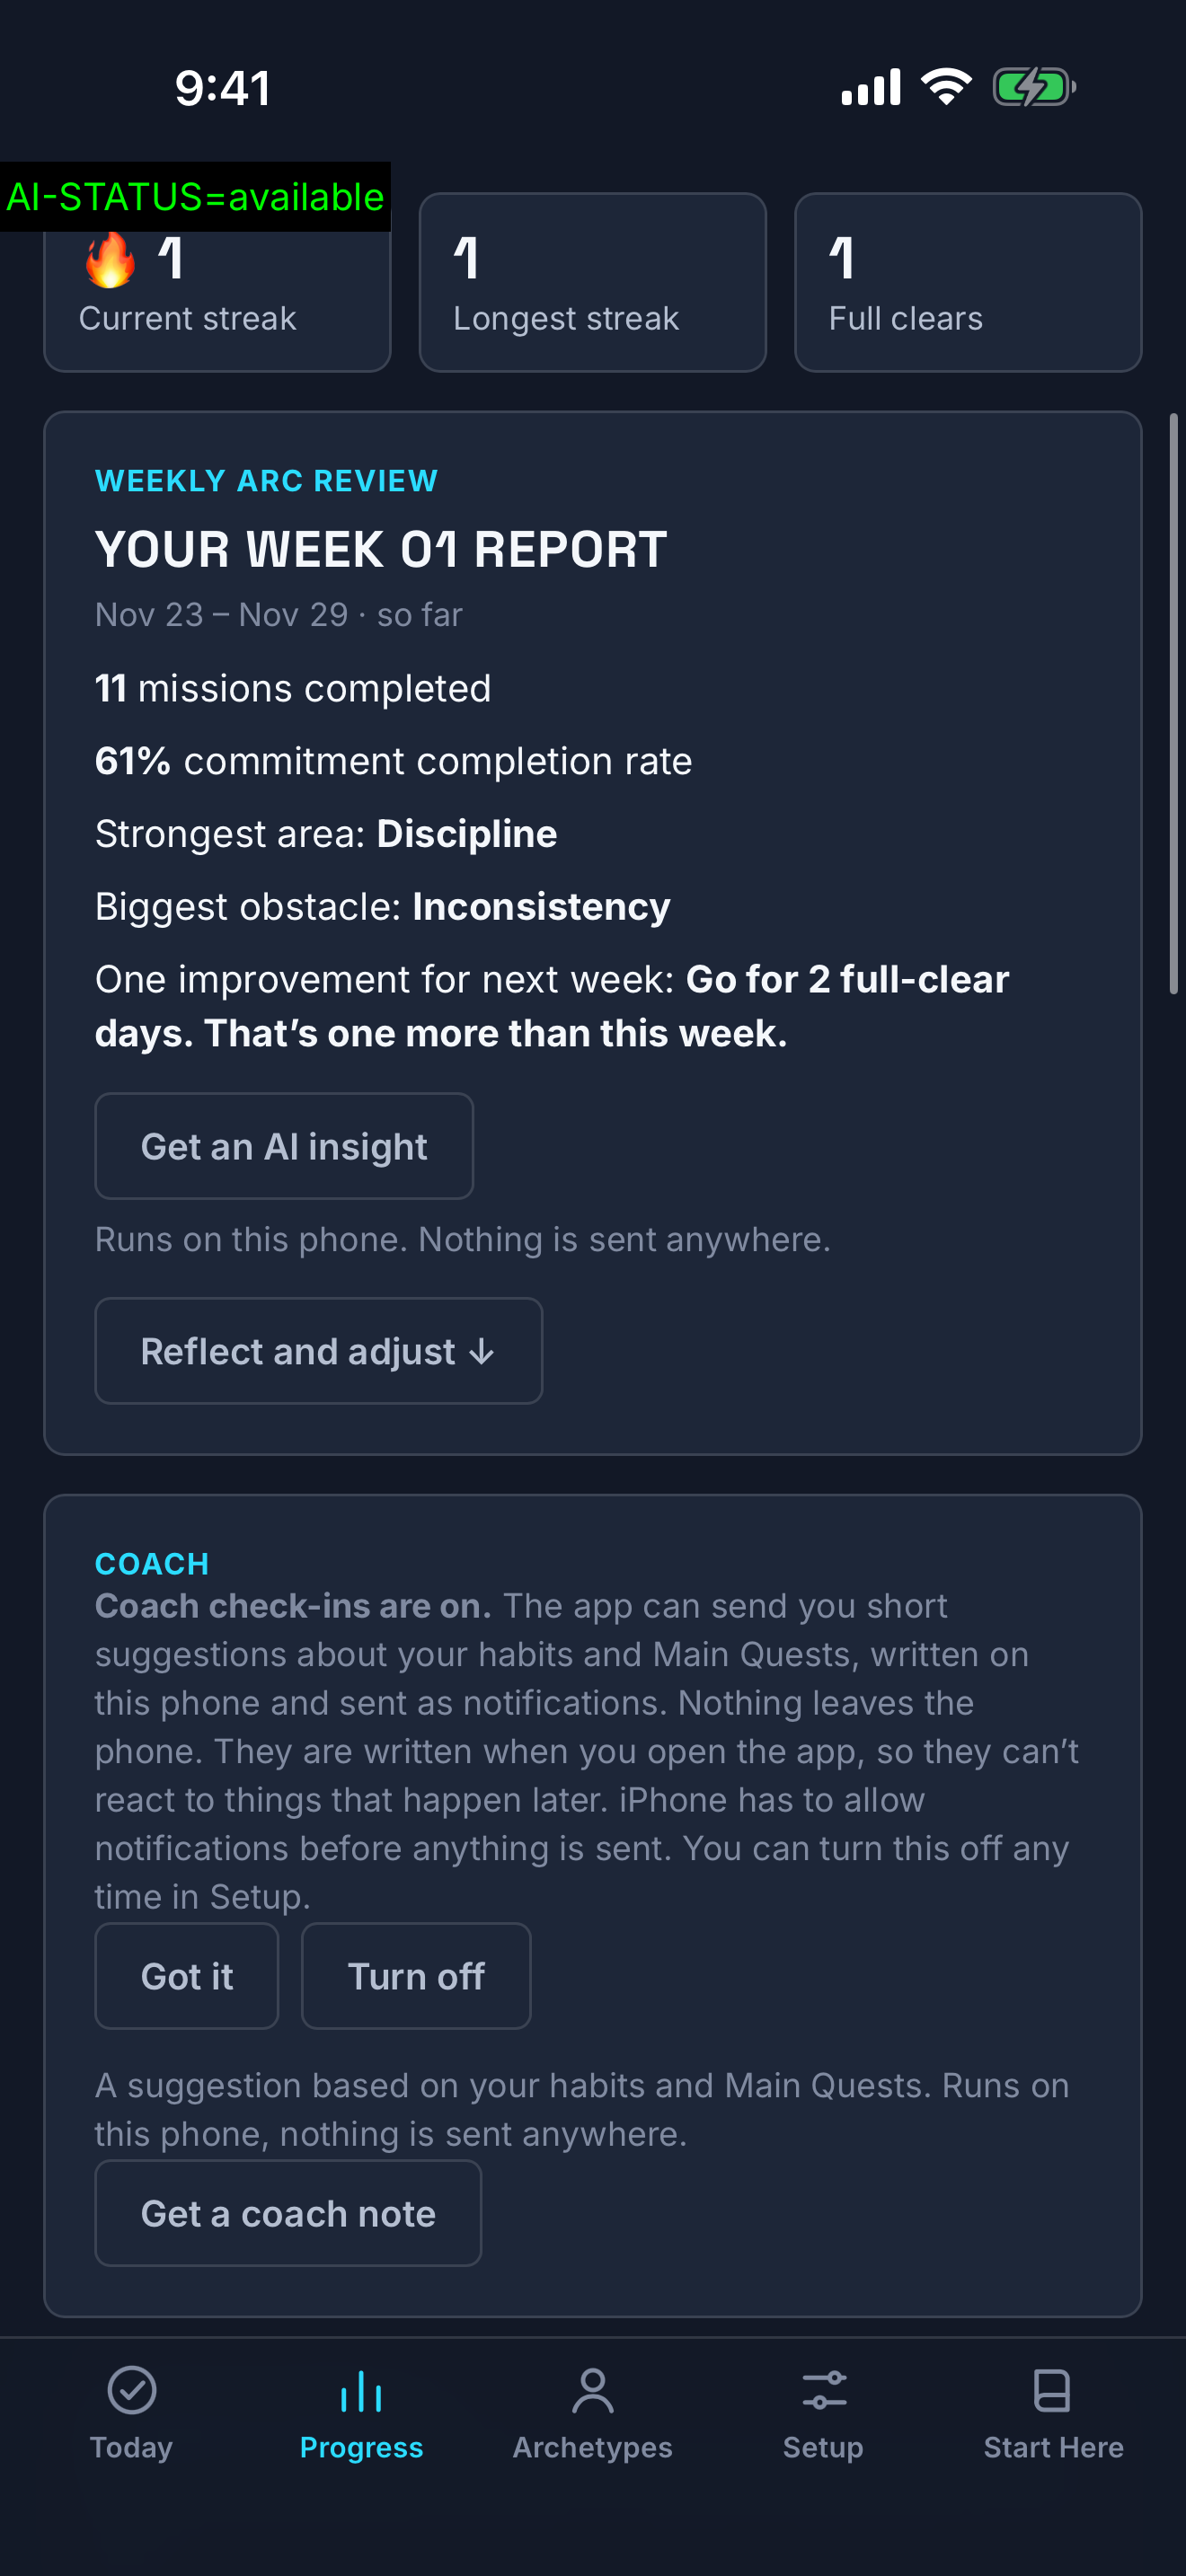 9:41
AI-STATUS=available
🔥 1
Current streak
1
Longest streak
1
Full clears
WEEKLY ARC REVIEW
YOUR WEEK 01 REPORT
Nov 23 – Nov 29 · so far
11 missions completed
61% commitment completion rate
Strongest area: Discipline
Biggest obstacle: Inconsistency
One improvement for next week: Go for 2 full-clear
days. That’s one more than this week.
Get an AI insight
Runs on this phone. Nothing is sent anywhere.
Reflect and adjust ↓
COACH
Coach check-ins are on. The app can send you short
suggestions about your habits and Main Quests, written on
this phone and sent as notifications. Nothing leaves the
phone. They are written when you open the app, so they can’t
react to things that happen later. iPhone has to allow
notifications before anything is sent. You can turn this off any
time in Setup.
Got it
Turn off
A suggestion based on your habits and Main Quests. Runs on
this phone, nothing is sent anywhere.
Get a coach note
Today
Progress
Archetypes
Setup
Start Here